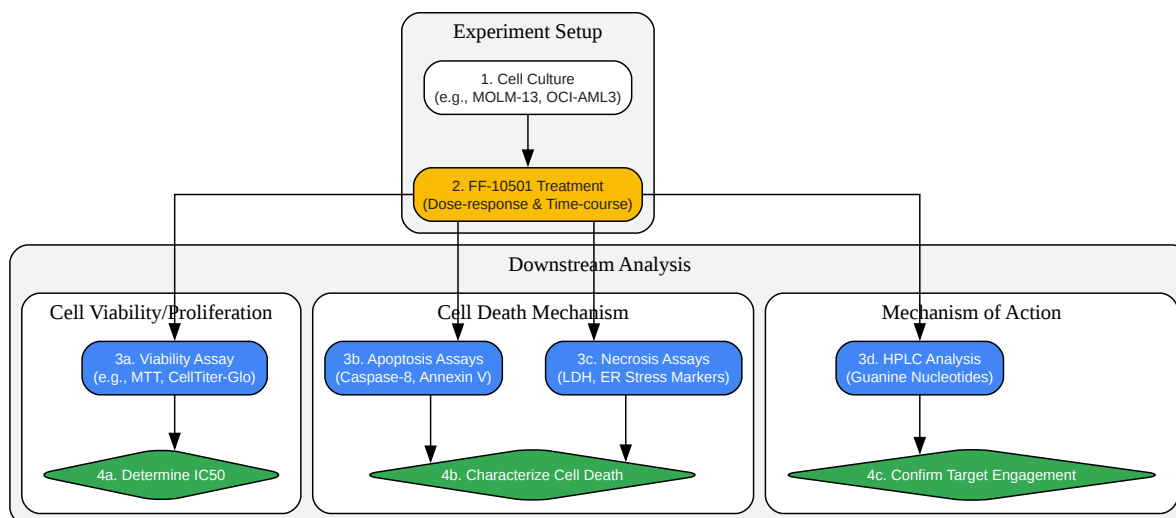 Experiment Setup
1. Cell Culture
(e.g., MOLM-13, OCI-AML3)
2. FF-10501 Treatment
(Dose-response & Time-course)
Downstream Analysis
Cell Viability/Proliferation
3a. Viability Assay
(e.g., MTT, CellTiter-Glo)
4a. Determine IC50
Cell Death Mechanism
3b. Apoptosis Assays
(Caspase-8, Annexin V)
3c. Necrosis Assays
(LDH, ER Stress Markers)
4b. Characterize Cell Death
Mechanism of Action
3d. HPLC Analysis
(Guanine Nucleotides)
4c. Confirm Target Engagement